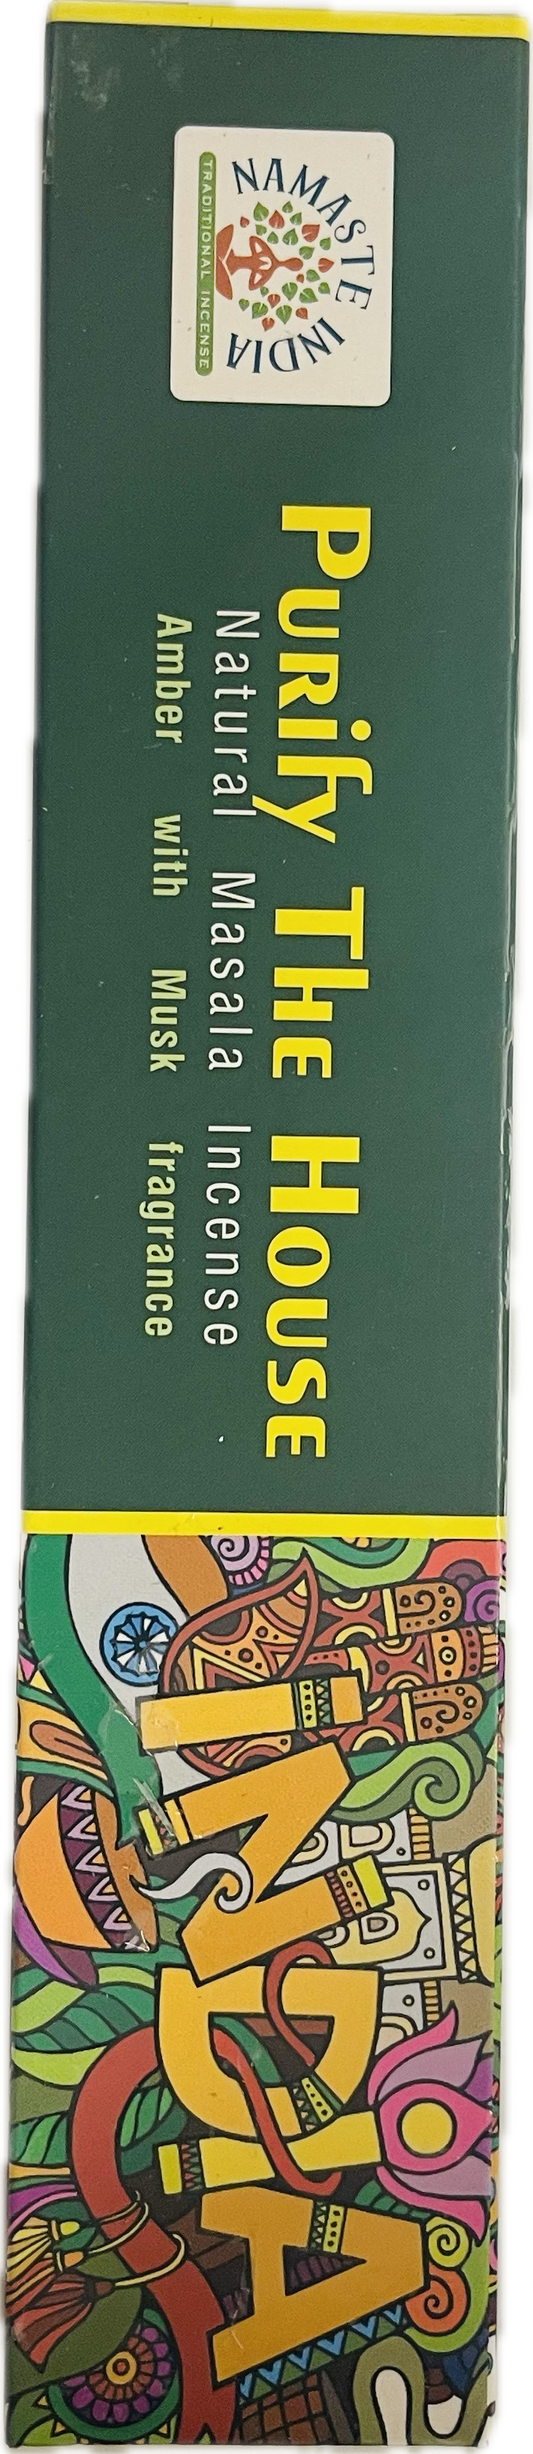 NAMASTE INDIA
TRADITIONAL INCENSE
Purify The House
Natural Masala Incense
Amber with Musk fragrance
INDIA